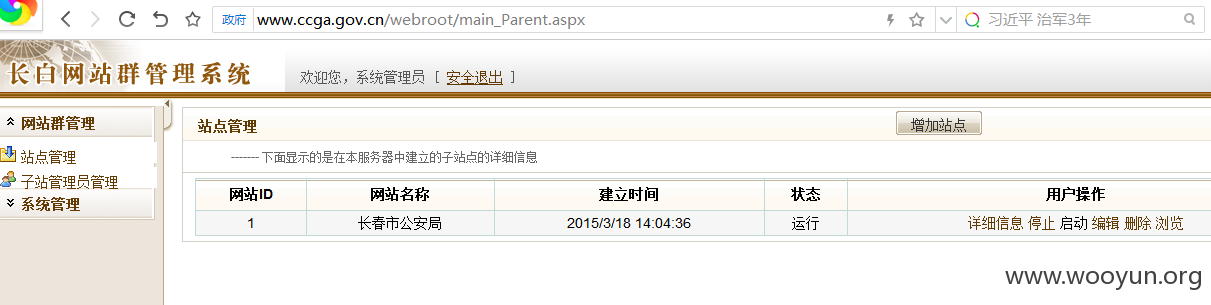 政府 www.ccga.gov.cn/webroot/main_Parent.aspx 习近平 治军3年
长白网站群管理系统 欢迎您，系统管理员 [ 安全退出 ]
网站群管理
站点管理
子站管理员管理
系统管理
站点管理 增加站点
------- 下面显示的是在本服务器中建立的子站点的详细信息
网站ID 网站名称 建立时间 状态 用户操作
1 长春市公安局 2015/3/18 14:04:36 运行 详细信息 停止 启动 编辑 删除 浏览
www.wooyun.org